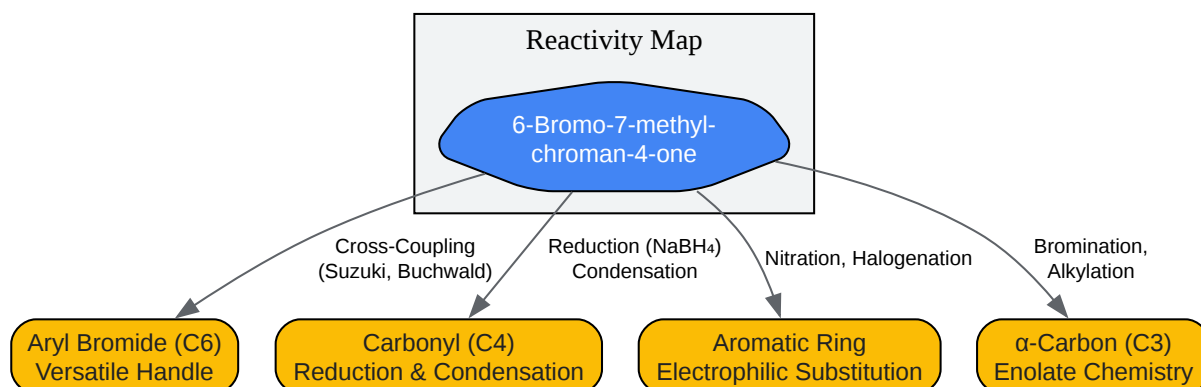 Reactivity Map
6-Bromo-7-methyl-
chroman-4-one
Cross-Coupling
(Suzuki, Buchwald)
Reduction (NaBH₄)
Condensation
Nitration, Halogenation
Bromination,
Alkylation
Aryl Bromide (C6)
Versatile Handle
Carbonyl (C4)
Reduction & Condensation
Aromatic Ring
Electrophilic Substitution
α-Carbon (C3)
Enolate Chemistry